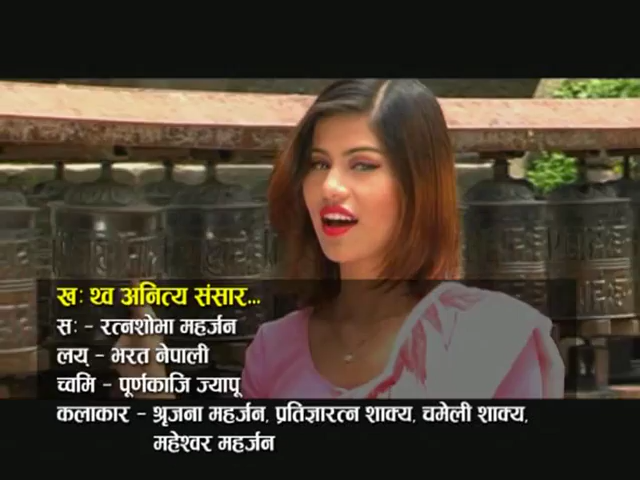 खः थ्व अनित्य संसार...
सः - रत्नशोभा महर्जन
लय् - भरत नेपाली
च्वमि - पूर्णकाजि ज्यापू
कलाकार - श्रृजना महर्जन, प्रतिज्ञारत्न शाक्य, चमेली शाक्य,
महेश्वर महर्जन